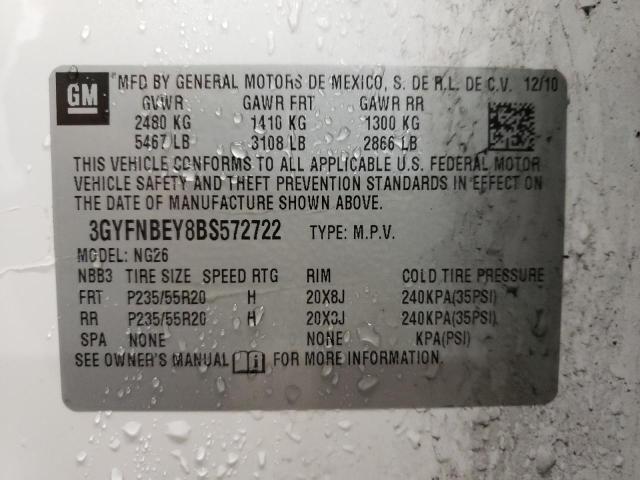 GM
MFD BY GENERAL MOTORS DE MEXICO, S. DE R.L. DE C.V. 12/10
GVWR GAWR FRT GAWR RR
2480 KG 1410 KG 1300 KG
5467 LB 3108 LB 2866 LB
THIS VEHICLE CONFORMS TO ALL APPLICABLE U.S. FEDERAL MOTOR
VEHICLE SAFETY AND THEFT PREVENTION STANDARDS IN EFFECT ON
THE DATE OF MANUFACTURE SHOWN ABOVE.
3GYFNBEY8BS572722 TYPE: M.P.V.
MODEL: NG26
NBB3 TIRE SIZE SPEED RTG RIM COLD TIRE PRESSURE
FRT P235/55R20 H 20X8J 240KPA(35PSI)
RR P235/55R20 H 20X8J 240KPA(35PSI)
SPA NONE NONE KPA(PSI)
SEE OWNER'S MANUAL FOR MORE INFORMATION.